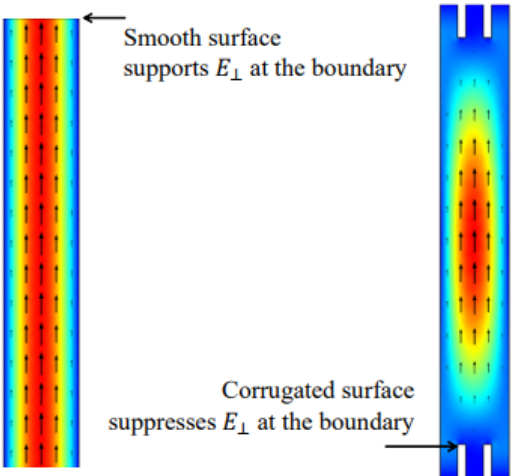 Smooth surface
supports E⊥ at the boundary
Corrugated surface
suppresses E⊥ at the boundary